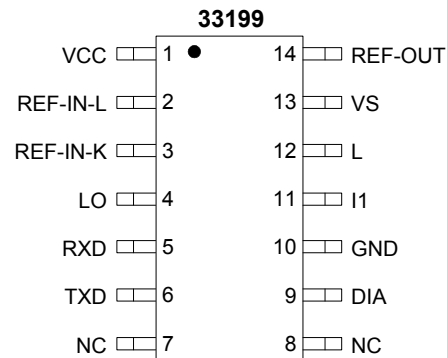 33199
VCC 1 14 REF-OUT
REF-IN-L 2 13 VS
REF-IN-K 3 12 L
LO 4 11 I1
RXD 5 10 GND
TXD 6 9 DIA
NC 7 8 NC